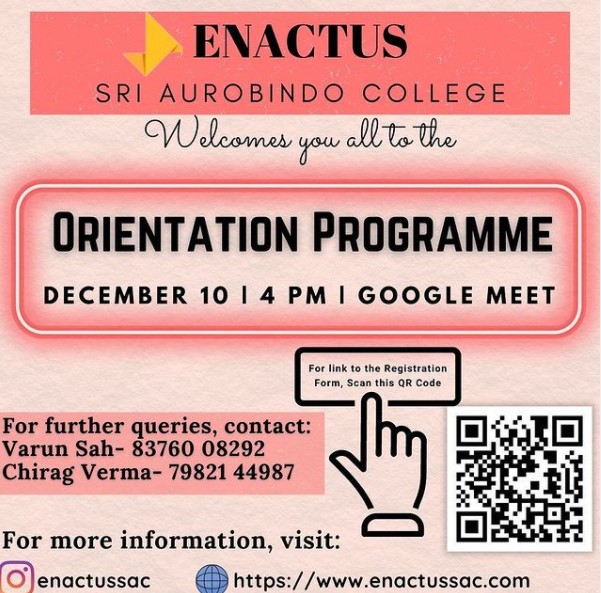 ENACTUS
SRI AUROBINDO COLLEGE
Welcomes you all to the
ORIENTATION PROGRAMME
DECEMBER 10 | 4 PM | GOOGLE MEET
For link to the Registration
Form, Scan this QR Code
For further queries, contact:
Varun Sah- 83760 08292
Chirag Verma- 79821 44987
For more information, visit:
enactussac
https://www.enactussac.com